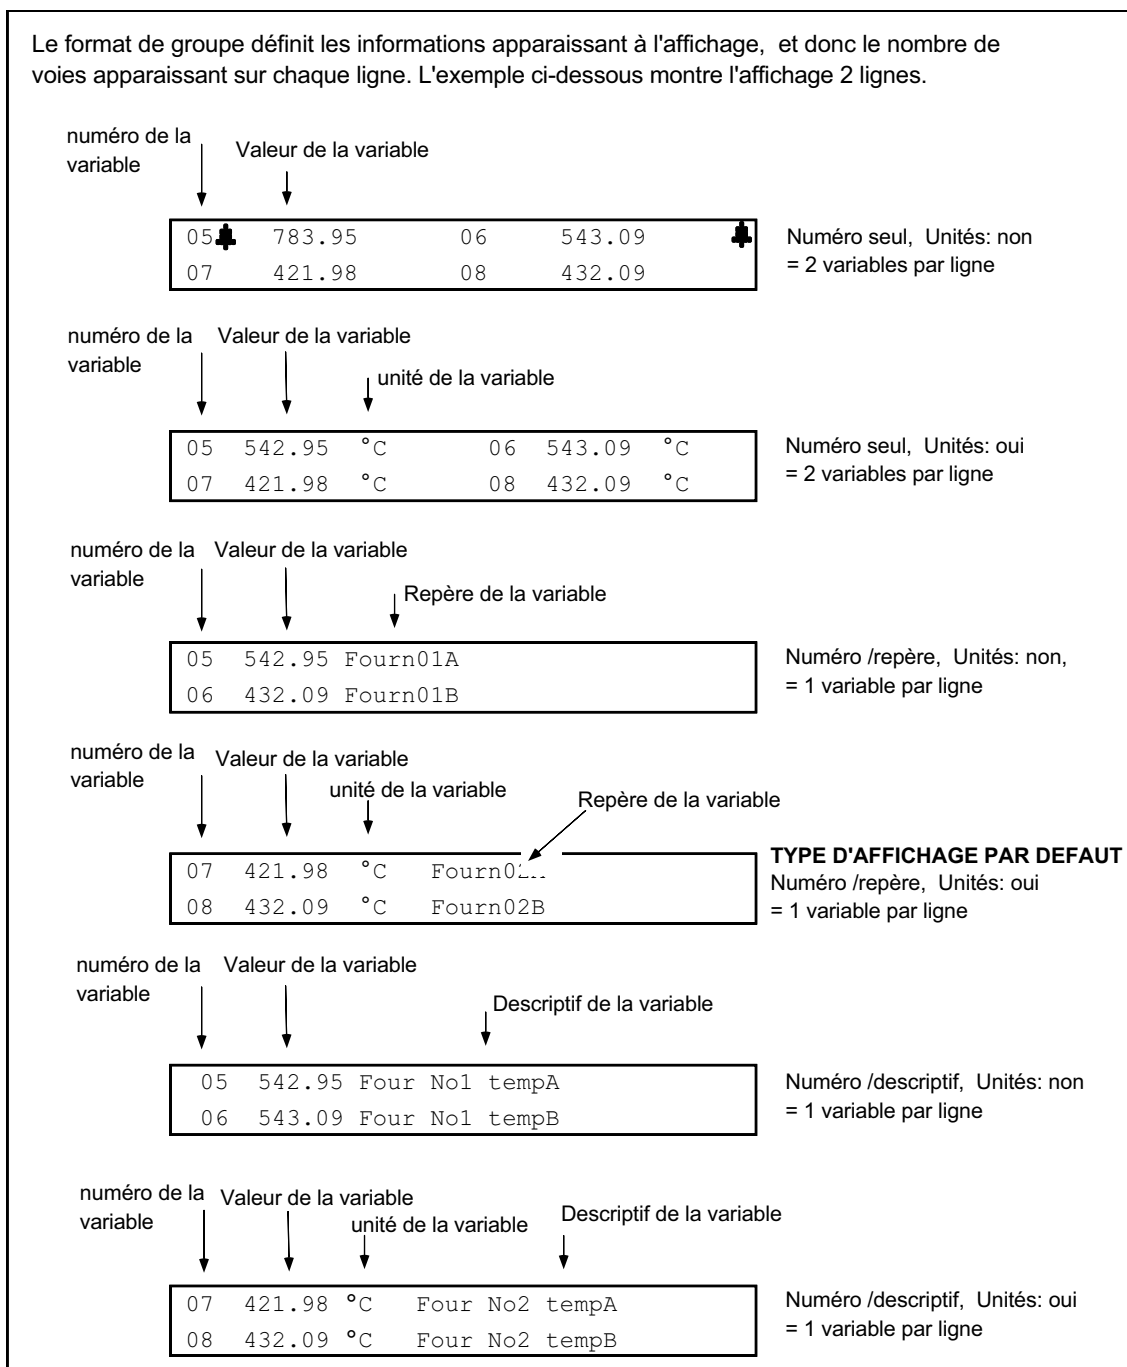 Le format de groupe définit les informations apparaissant à l'affichage, et donc le nombre de
voies apparaissant sur chaque ligne. L'exemple ci-dessous montre l'affichage 2 lignes.
numéro de la
variable
Valeur de la variable
05 783.95 06 543.09
07 421.98 08 432.09
Numéro seul, Unités: non
= 2 variables par ligne
numéro de la
variable
Valeur de la variable
unité de la variable
05 542.95 °C 06 543.09 °C
07 421.98 °C 08 432.09 °C
Numéro seul, Unités: oui
= 2 variables par ligne
numéro de la
variable
Valeur de la variable
Repère de la variable
05 542.95 Fourn01A
06 432.09 Fourn01B
Numéro /repère, Unités: non,
= 1 variable par ligne
numéro de la
variable
Valeur de la variable
unité de la variable
Repère de la variable
07 421.98 °C
08 432.09 °C Fourn02B
TYPE D'AFFICHAGE PAR DEFAUT
Numéro /repère, Unités: oui
= 1 variable par ligne
numéro de la
variable
Valeur de la variable
Descriptif de la variable
05 542.95 Four No1 tempA
06 543.09 Four No1 tempB
Numéro /descriptif, Unités: non
= 1 variable par ligne
numéro de la
variable
Valeur de la variable
unité de la variable
Descriptif de la variable
07 421.98 °C Four No2 tempA
08 432.09 °C Four No2 tempB
Numéro /descriptif, Unités: oui
= 1 variable par ligne